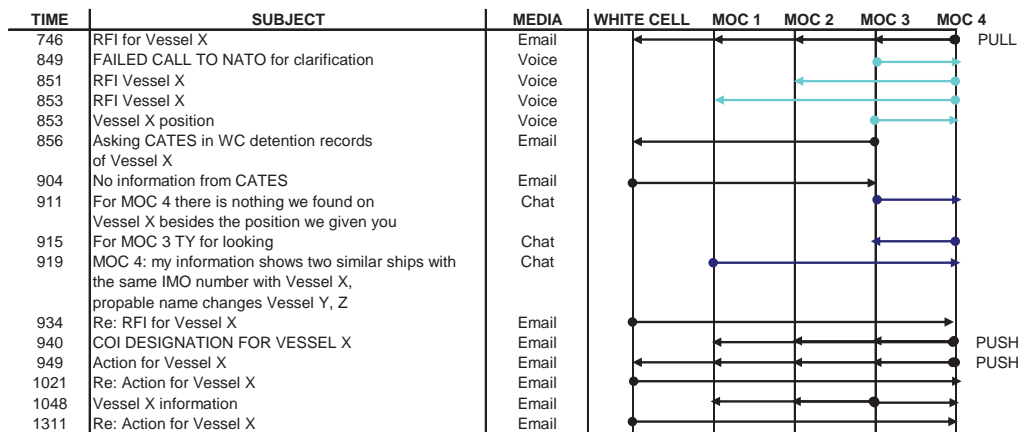 TIME SUBJECT MEDIA WHITE CELL MOC 1 MOC 2 MOC 3 MOC 4
746 RFI for Vessel X Email PULL
849 FAILED CALL TO NATO for clarification Voice
851 RFI Vessel X Voice
853 RFI Vessel X Voice
853 Vessel X position Voice
856 Asking CATES in WC detention records Email
of Vessel X
904 No information from CATES Email
911 For MOC 4 there is nothing we found on Chat
Vessel X besides the position we given you
915 For MOC 3 TY for looking Chat
919 MOC 4: my information shows two similar ships with Chat
the same IMO number with Vessel X,
propable name changes Vessel Y, Z
934 Re: RFI for Vessel X Email
940 COI DESIGNATION FOR VESSEL X Email PUSH
949 Action for Vessel X Email PUSH
1021 Re: Action for Vessel X Email
1048 Vessel X information Email
1311 Re: Action for Vessel X Email